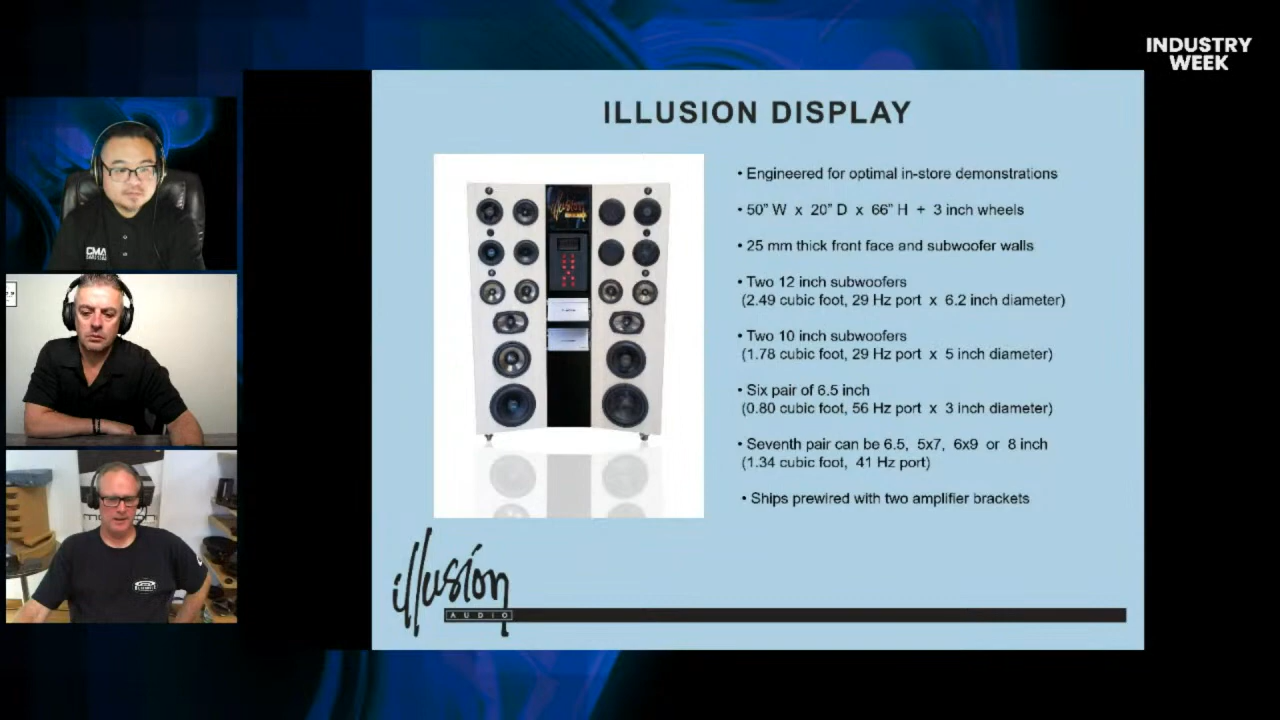 INDUSTRY
WEEK
ILLUSION DISPLAY
• Engineered for optimal in-store demonstrations
• 50" W x 20" D x 66" H + 3 inch wheels
• 25 mm thick front face and subwoofer walls
• Two 12 inch subwoofers
(2.49 cubic foot, 29 Hz port x 6.2 inch diameter)
• Two 10 inch subwoofers
(1.78 cubic foot, 29 Hz port x 5 inch diameter)
• Six pair of 6.5 inch
(0.80 cubic foot, 56 Hz port x 3 inch diameter)
• Seventh pair can be 6.5, 5x7, 6x9 or 8 inch
(1.34 cubic foot, 41 Hz port)
• Ships prewired with two amplifier brackets
illusion
AUDIO
illusion
CMA